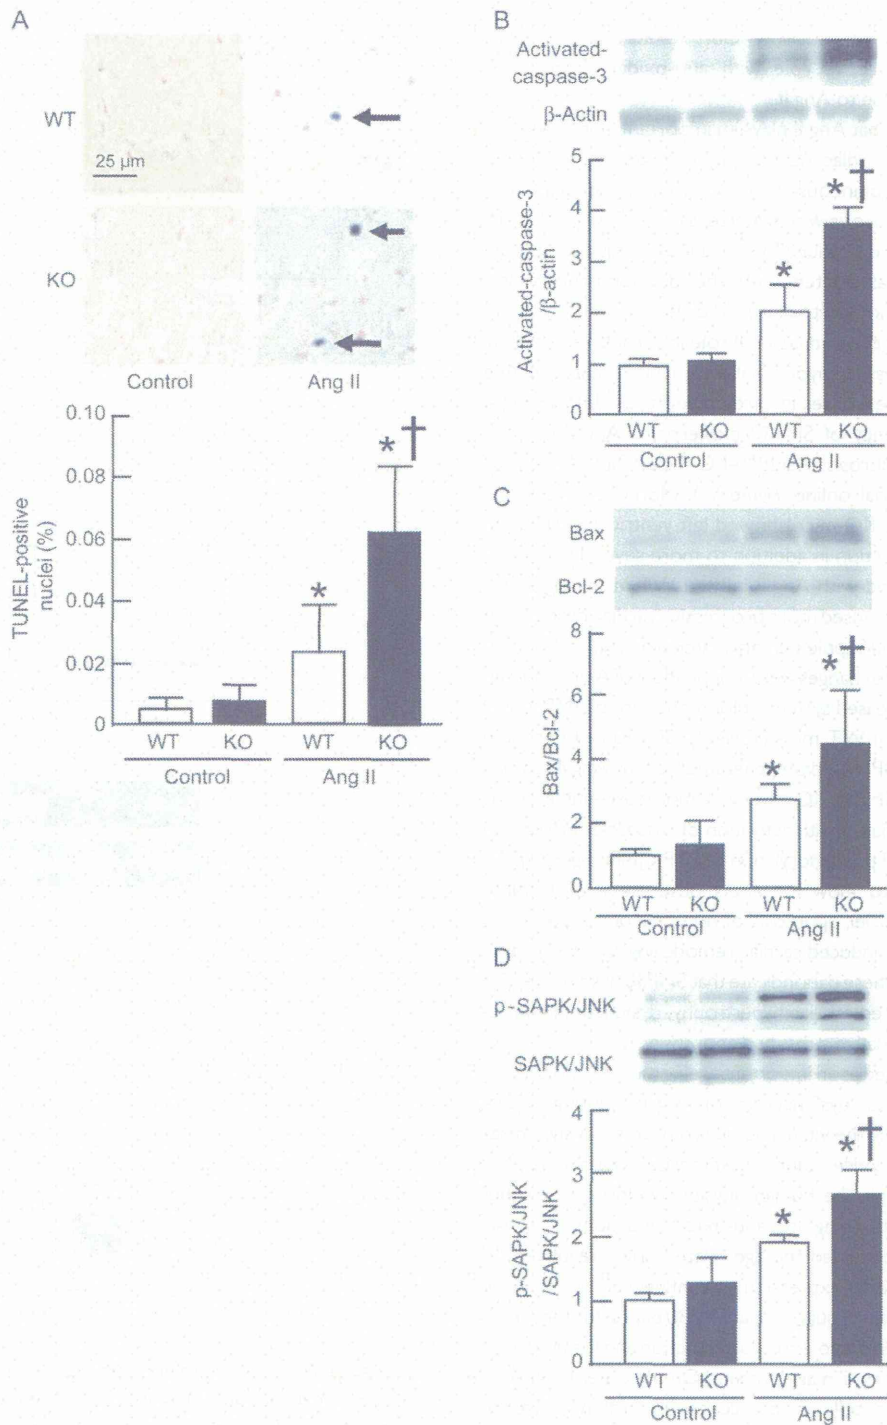 A
WT
25 µm
KO
Control Ang II
0.10
0.08
0.06
0.04
0.02
0
TUNEL-positive
nuclei (%)
*
*†
WT KO WT KO
Control Ang II
B
Activated-
caspase-3
β-Actin
5
4
3
2
1
0
Activated-caspase-3
/β-actin
*
*†
WT KO WT KO
Control Ang II
C
Bax
Bcl-2
8
6
4
2
0
Bax/Bcl-2
*
*†
WT KO WT KO
Control Ang II
D
p-SAPK/JNK
SAPK/JNK
4
3
2
1
0
p-SAPK/JNK
/SAPK/JNK
*
*†
WT KO WT KO
Control Ang II